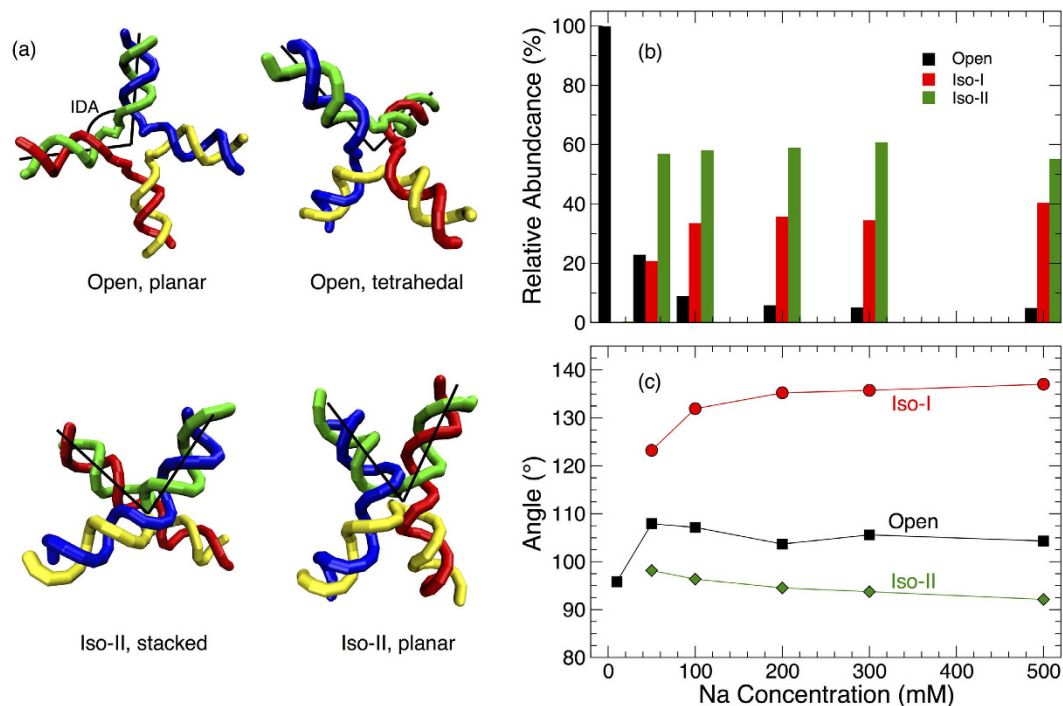 (a)
IDA
Open, planar
Open, tetrahedal
Iso-II, stacked
Iso-II, planar
(b)
Relative Abundcance (%)
100
80
60
40
20
0
Open
Iso-I
Iso-II
(c)
Angle (°)
140
130
120
110
100
90
80
Iso-I
Open
Iso-II
0 100 200 300 400 500
Na Concentration (mM)